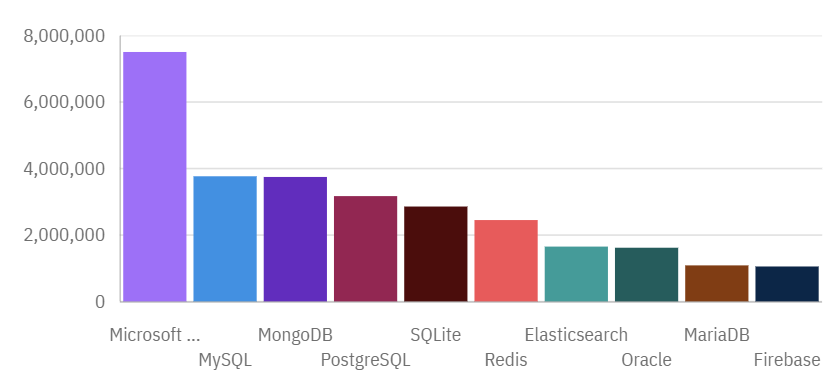 8,000,000
6,000,000
4,000,000
2,000,000
0
Microsoft ...
MySQL
MongoDB
PostgreSQL
SQLite
Redis
Elasticsearch
Oracle
MariaDB
Firebase